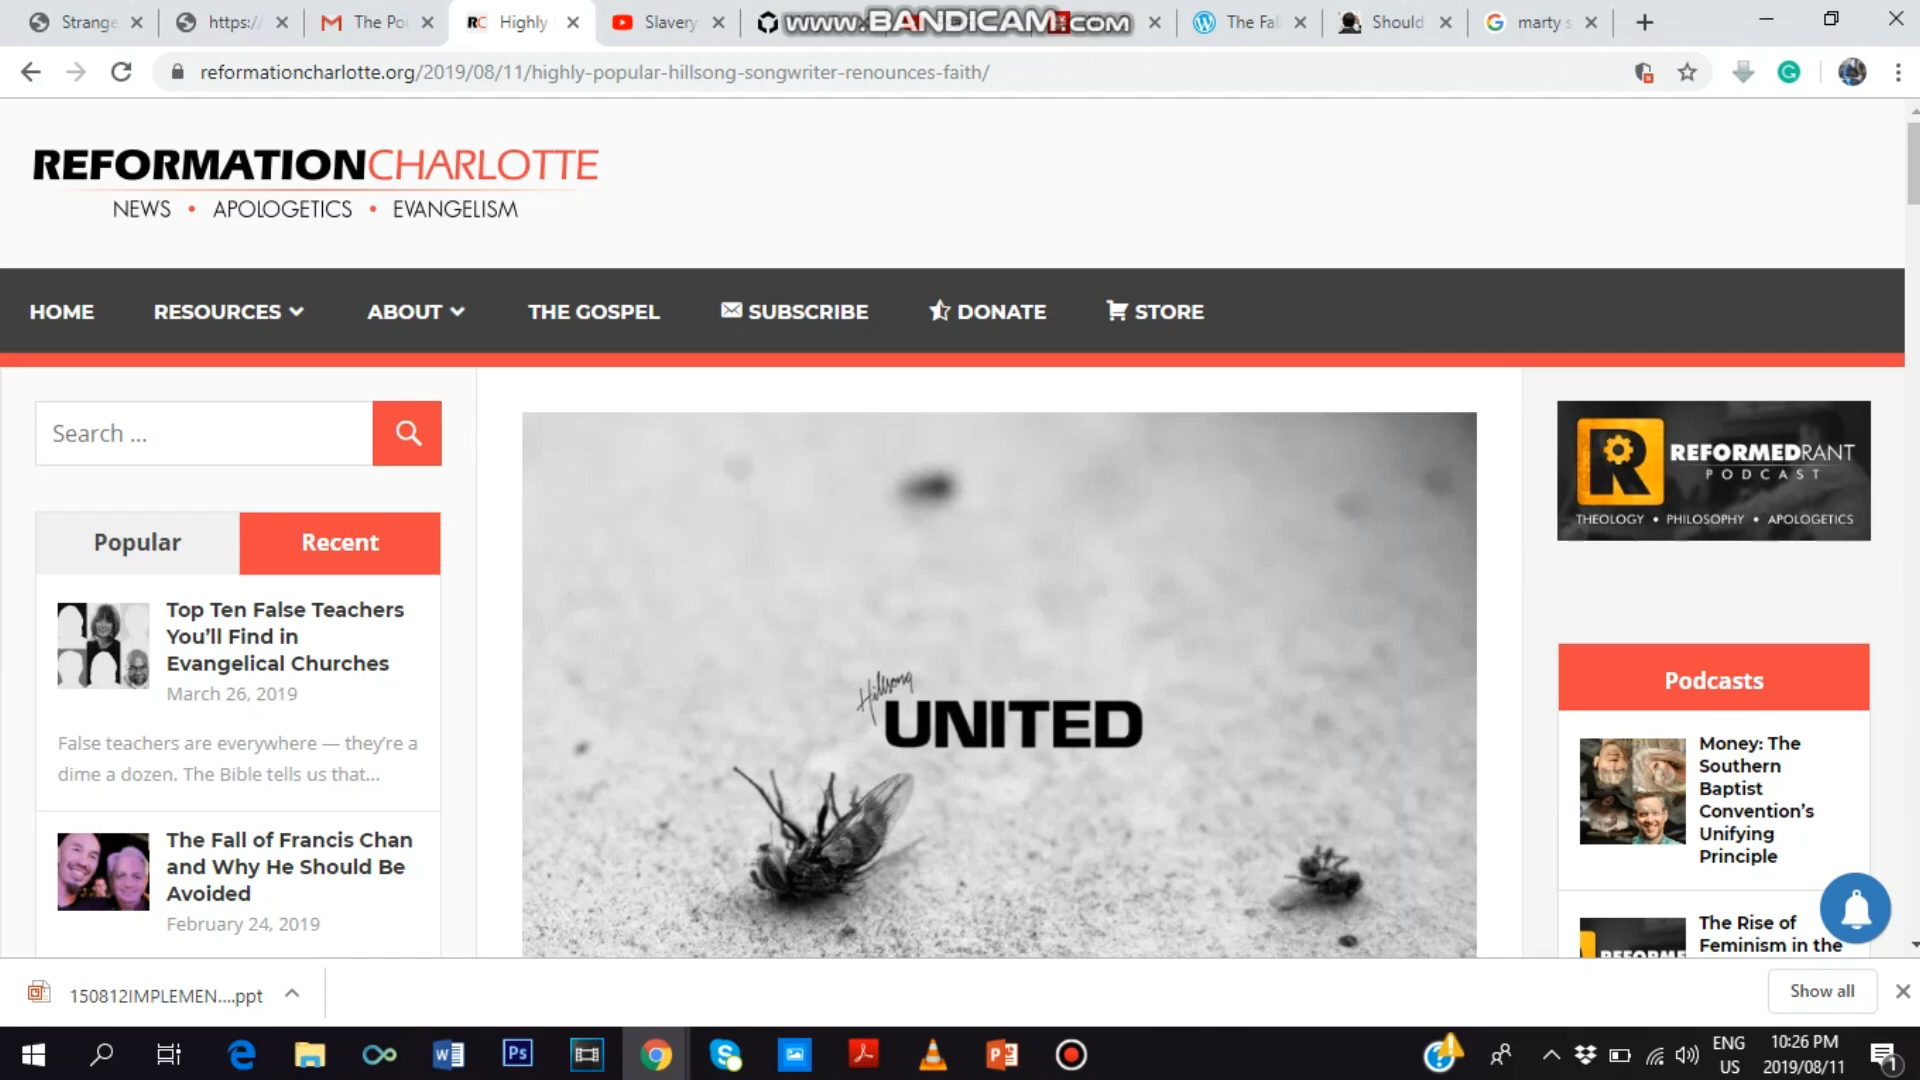 Strange
https:/
The Poi
Highly
Slavery
www.BANDICAM.com
The Fal
Should
marty s
reformationcharlotte.org/2019/08/11/highly-popular-hillsong-songwriter-renounces-faith/
REFORMATIONCHARLOTTE
NEWS • APOLOGETICS • EVANGELISM
HOME
RESOURCES
ABOUT
THE GOSPEL
SUBSCRIBE
DONATE
STORE
Search ...
Popular
Recent
Top Ten False Teachers
You'll Find in
Evangelical Churches
March 26, 2019
False teachers are everywhere — they're a
dime a dozen. The Bible tells us that...
The Fall of Francis Chan
and Why He Should Be
Avoided
February 24, 2019
Hillsong
UNITED
REFORMEDRANT
PODCAST
THEOLOGY • PHILOSOPHY • APOLOGETICS
Podcasts
Money: The
Southern
Baptist
Convention's
Unifying
Principle
The Rise of
Feminism in the
150812IMPLEMEN....ppt
Show all
ENG
US
10:26 PM
2019/08/11
1